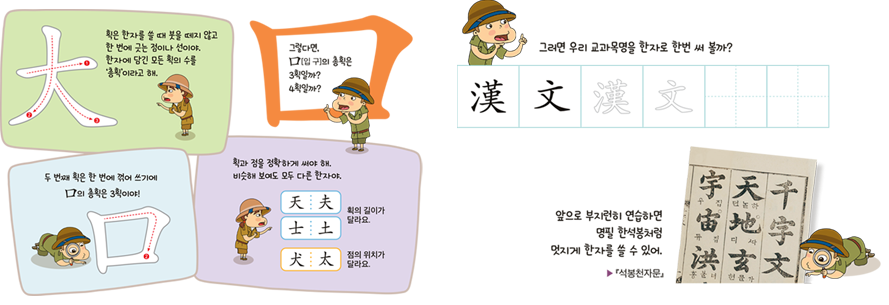 획은 한자를 쓸 때 붓을 떼지 않고
한 번에 긋는 점이나 선이야.
한자에 담긴 모든 획의 수를
'총획'이라고 해.
大
1
2
3
그렇다면,
口(입 구)의 총획은
3획일까?
4획일까?
口
두 번째 획은 한 번에 꺾어 쓰기에
口의 총획은 3획이야!
口
2
획과 점을 정확하게 써야 해.
비슷해 보여도 모두 다른 한자야.
天 夫
士 土
획의 길이가
달라요.
犬 太
점의 위치가
달라요.
그러면 우리 교과목명을 한자로 한번 써 볼까?
漢 文 漢 文
앞으로 부지런히 연습하면
명필 한석봉처럼
멋지게 한자를 쓸 수 있어.
▶『석봉천자문』
千字文
天地玄
宇宙洪